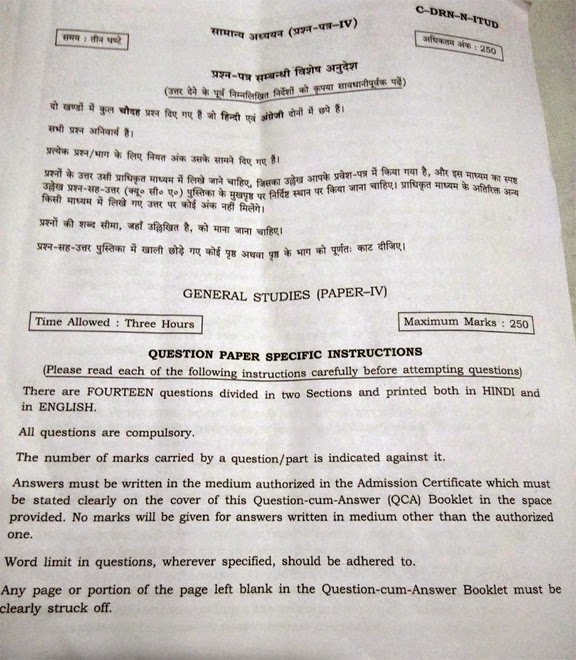 C-DRN-N-ITUD
सामान्य अध्ययन (प्रश्न-पत्र-IV)
समय : तीन घण्टे
अधिकतम अंक : 250
प्रश्न-पत्र सम्बन्धी विशेष अनुदेश
(उत्तर देने के पूर्व निम्नलिखित निर्देशों को कृपया सावधानीपूर्वक पढ़ें)
दो खण्डों में कुल चौदह प्रश्न दिए गए हैं जो हिन्दी एवं अंग्रेजी दोनों में छपे हैं।
सभी प्रश्न अनिवार्य हैं।
प्रत्येक प्रश्न/भाग के लिए नियत अंक उसके सामने दिए गए हैं।
प्रश्नों के उत्तर उसी प्राधिकृत माध्यम में लिखे जाने चाहिए, जिसका उल्लेख आपके प्रवेश-पत्र में किया गया है, और इस माध्यम का स्पष्ट
उल्लेख प्रश्न-सह-उत्तर (क्यू० सी० ए०) पुस्तिका के मुखपृष्ठ पर निर्दिष्ट स्थान पर किया जाना चाहिए। प्राधिकृत माध्यम के अतिरिक्त अन्य
किसी माध्यम में लिखे गए उत्तर पर कोई अंक नहीं मिलेंगे।
प्रश्नों की शब्द सीमा, जहाँ उल्लिखित है, को माना जाना चाहिए।
प्रश्न-सह-उत्तर पुस्तिका में खाली छोड़े गए कोई पृष्ठ अथवा पृष्ठ के भाग को पूर्णतः काट दीजिए।
GENERAL STUDIES (PAPER–IV)
Time Allowed : Three Hours
Maximum Marks : 250
QUESTION PAPER SPECIFIC INSTRUCTIONS
(Please read each of the following instructions carefully before attempting questions)
There are FOURTEEN questions divided in two Sections and printed both in HINDI and
in ENGLISH.
All questions are compulsory.
The number of marks carried by a question/part is indicated against it.
Answers must be written in the medium authorized in the Admission Certificate which must
be stated clearly on the cover of this Question-cum-Answer (QCA) Booklet in the space
provided. No marks will be given for answers written in medium other than the authorized
one.
Word limit in questions, wherever specified, should be adhered to.
Any page or portion of the page left blank in the Question-cum-Answer Booklet must be
clearly struck off.